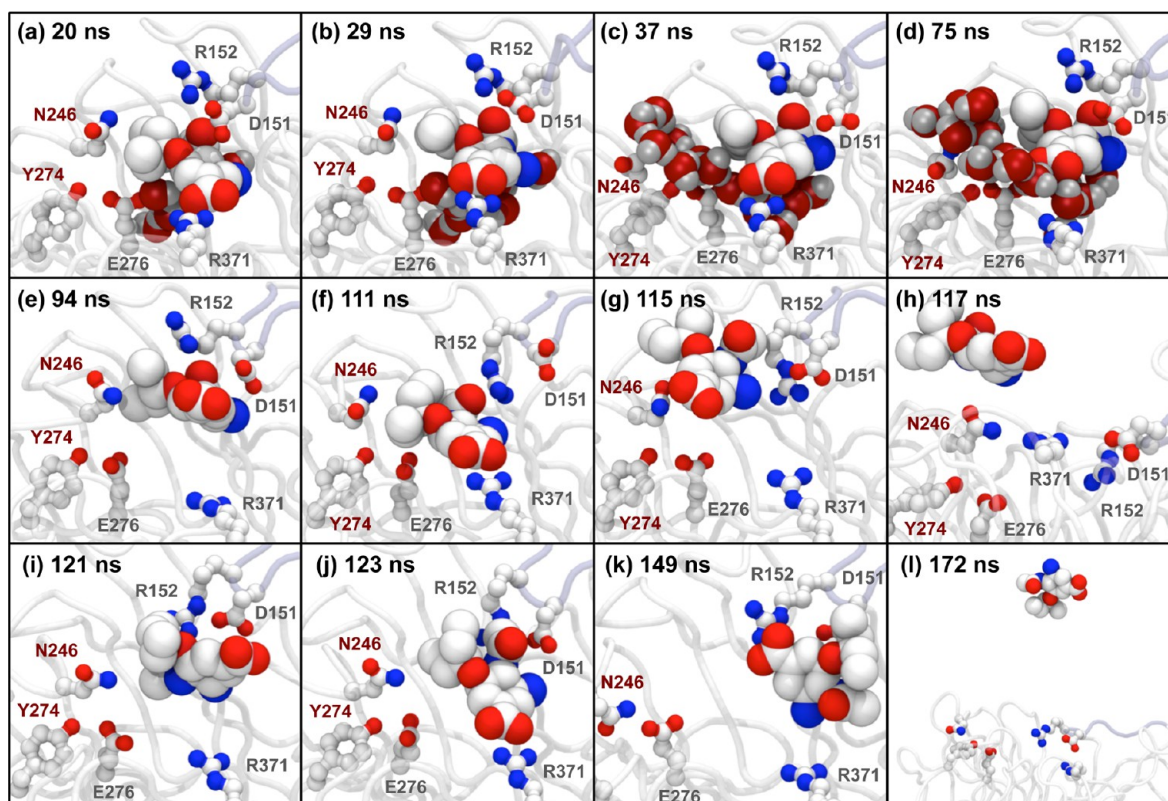 (a) 20 ns
R152
N246
D151
Y274
E276
R371
(b) 29 ns
R152
N246
D151
Y274
E276
R371
(c) 37 ns
R152
D151
N246
Y274
E276
R371
(d) 75 ns
R152
D151
N246
Y274
E276
R371
(e) 94 ns
R152
N246
D151
Y274
E276
R371
(f) 111 ns
R152
N246
D151
Y274
E276
R371
(g) 115 ns
R152
N246
D151
Y274
E276
R371
(h) 117 ns
N246
R371
D151
Y274
E276
R152
(i) 121 ns
R152
D151
N246
Y274
E276
R371
(j) 123 ns
R152
N246
D151
Y274
E276
R371
(k) 149 ns
R152
D151
N246
Y274
E276
R371
(l) 172 ns